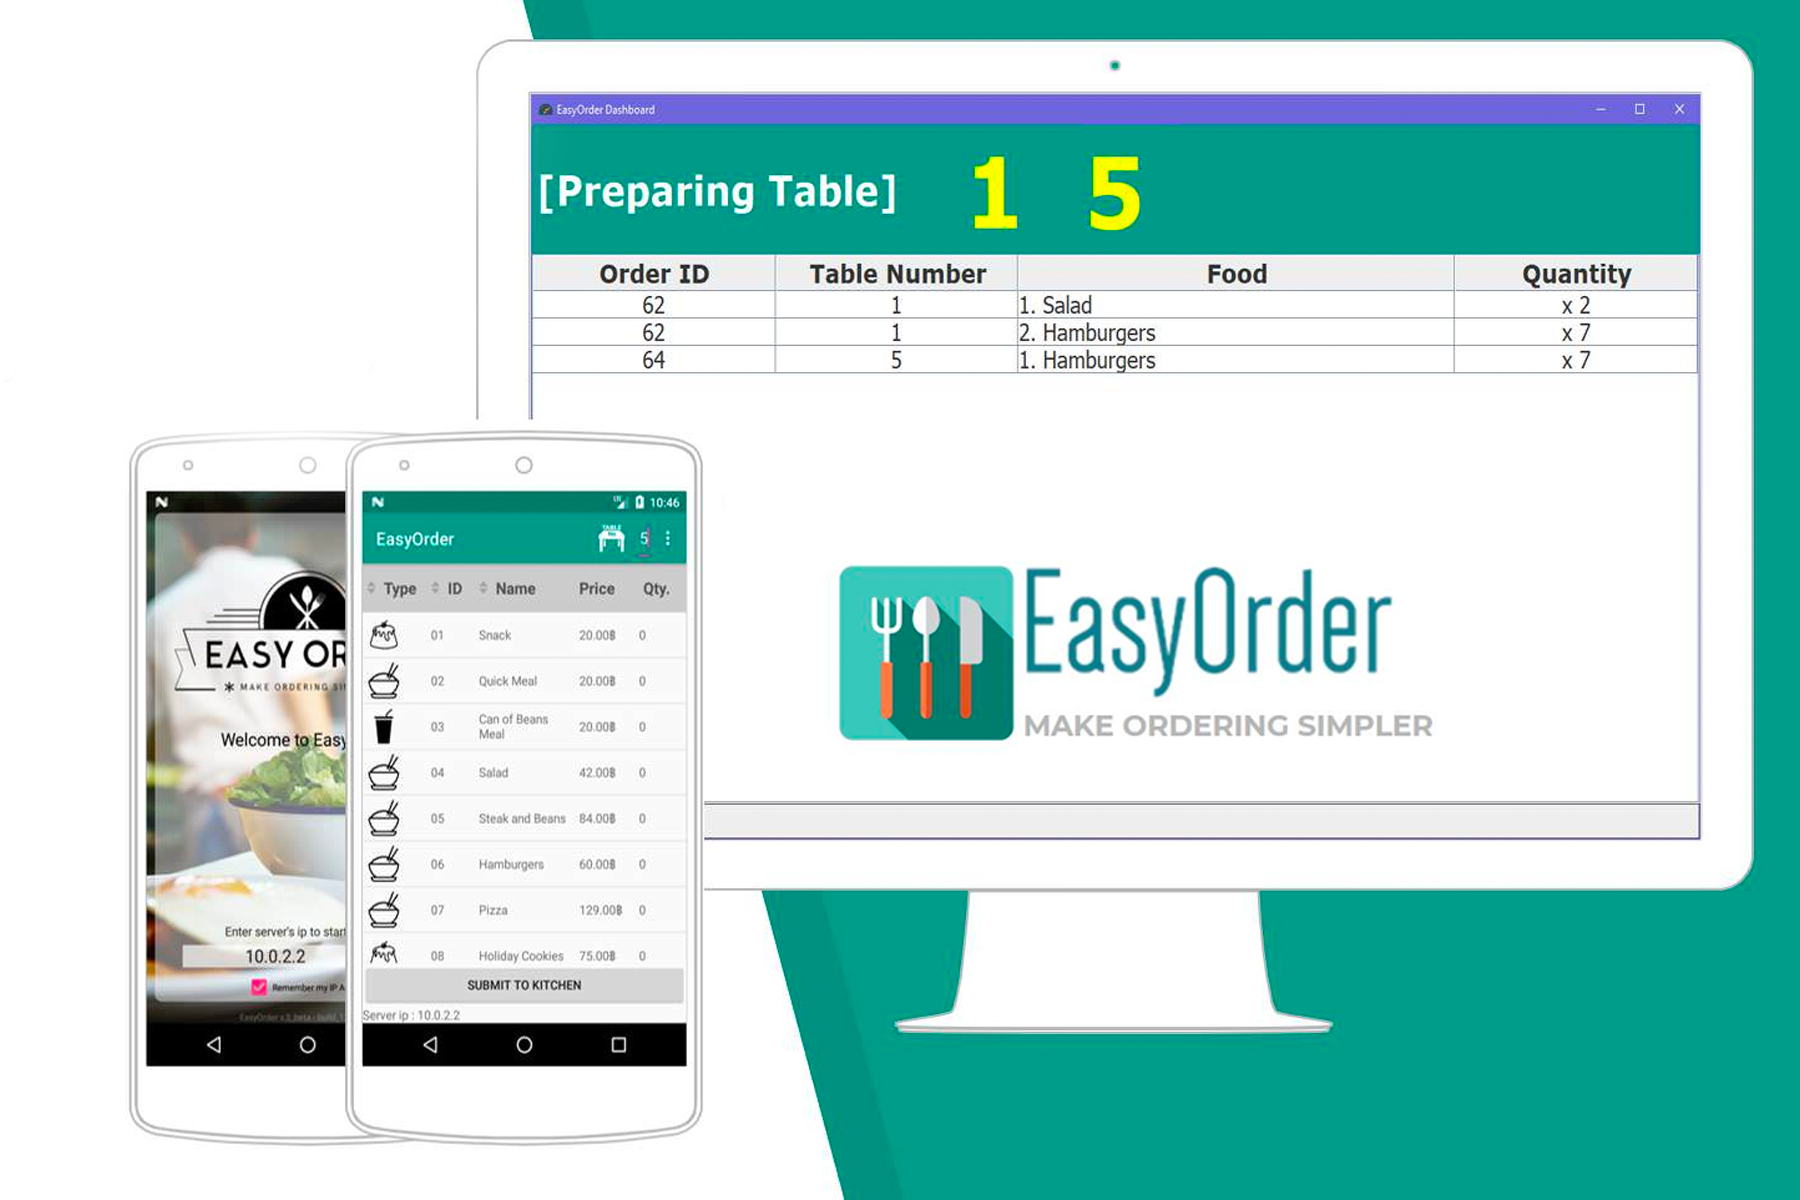 EasyOrder Dashboard
[Preparing Table] 1 5
Order ID Table Number Food Quantity
62 1 1. Salad x 2
62 1 2. Hamburgers x 7
64 5 1. Hamburgers x 7
EasyOrder
MAKE ORDERING SIMPLER
EASY OR
MAKE ORDERING SI
Welcome to Easy
Enter server's ip to start
10.0.2.2
Remember my IP A
LTE 10:46
EasyOrder TABLE 5
Type ID Name Price Qty.
01 Snack 20.00฿ 0
02 Quick Meal 20.00฿ 0
03 Can of Beans Meal 20.00฿ 0
04 Salad 42.00฿ 0
05 Steak and Beans 84.00฿ 0
06 Hamburgers 60.00฿ 0
07 Pizza 129.00฿ 0
08 Holiday Cookies 75.00฿ 0
SUBMIT TO KITCHEN
Server ip : 10.0.2.2